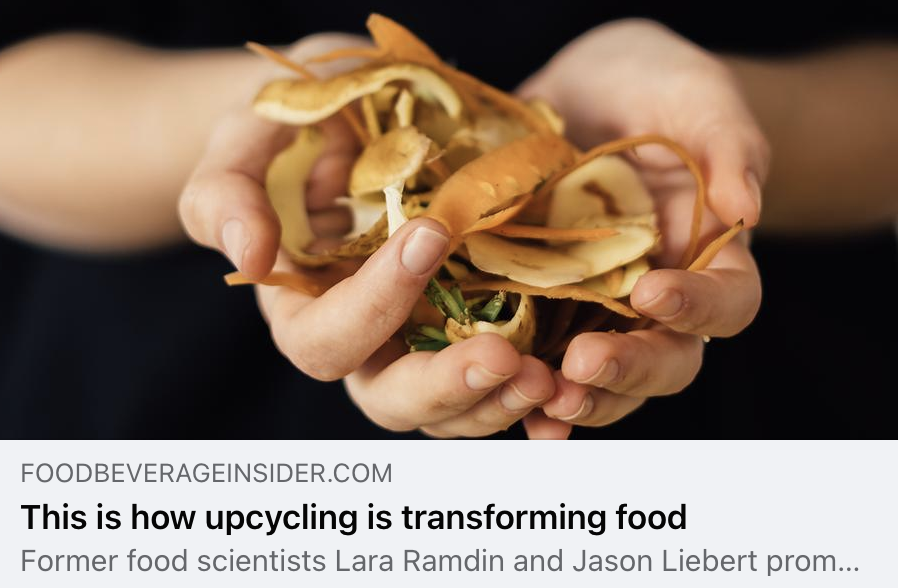 FOODBEVERAGEINSIDER.COM
This is how upcycling is transforming food
Former food scientists Lara Ramdin and Jason Liebert prom...